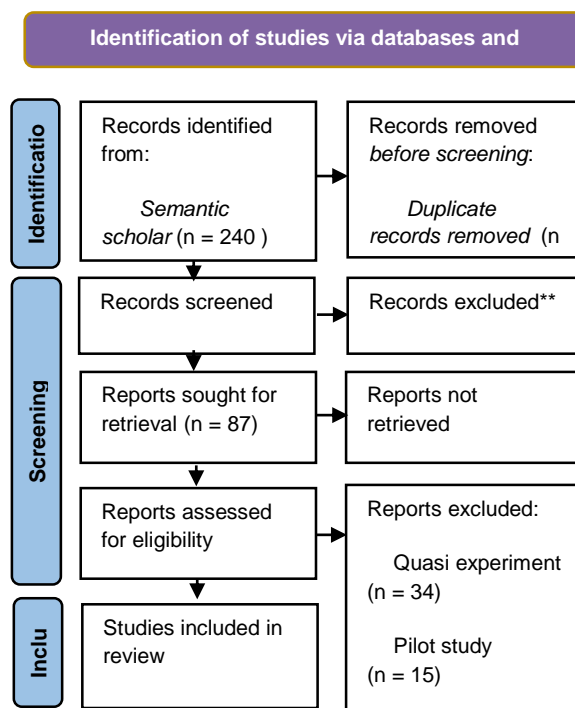 Identification of studies via databases and
Identificatio
Records identified
from:
Semantic
scholar (n = 240 )
Records removed
before screening:
Duplicate
records removed (n
Screening
Records screened
Records excluded**
Reports sought for
retrieval (n = 87)
Reports not
retrieved
Reports assessed
for eligibility
Reports excluded:
Quasi experiment
(n = 34)
Pilot study
(n = 15)
Inclu
Studies included in
review